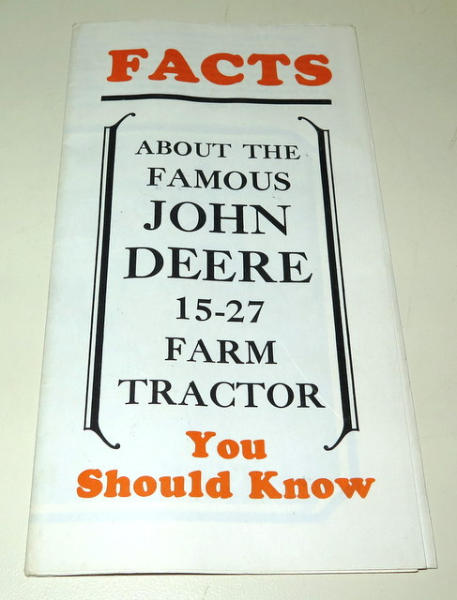 FACTS
ABOUT THE
FAMOUS
JOHN
DEERE
15-27
FARM
TRACTOR
You
Should Know